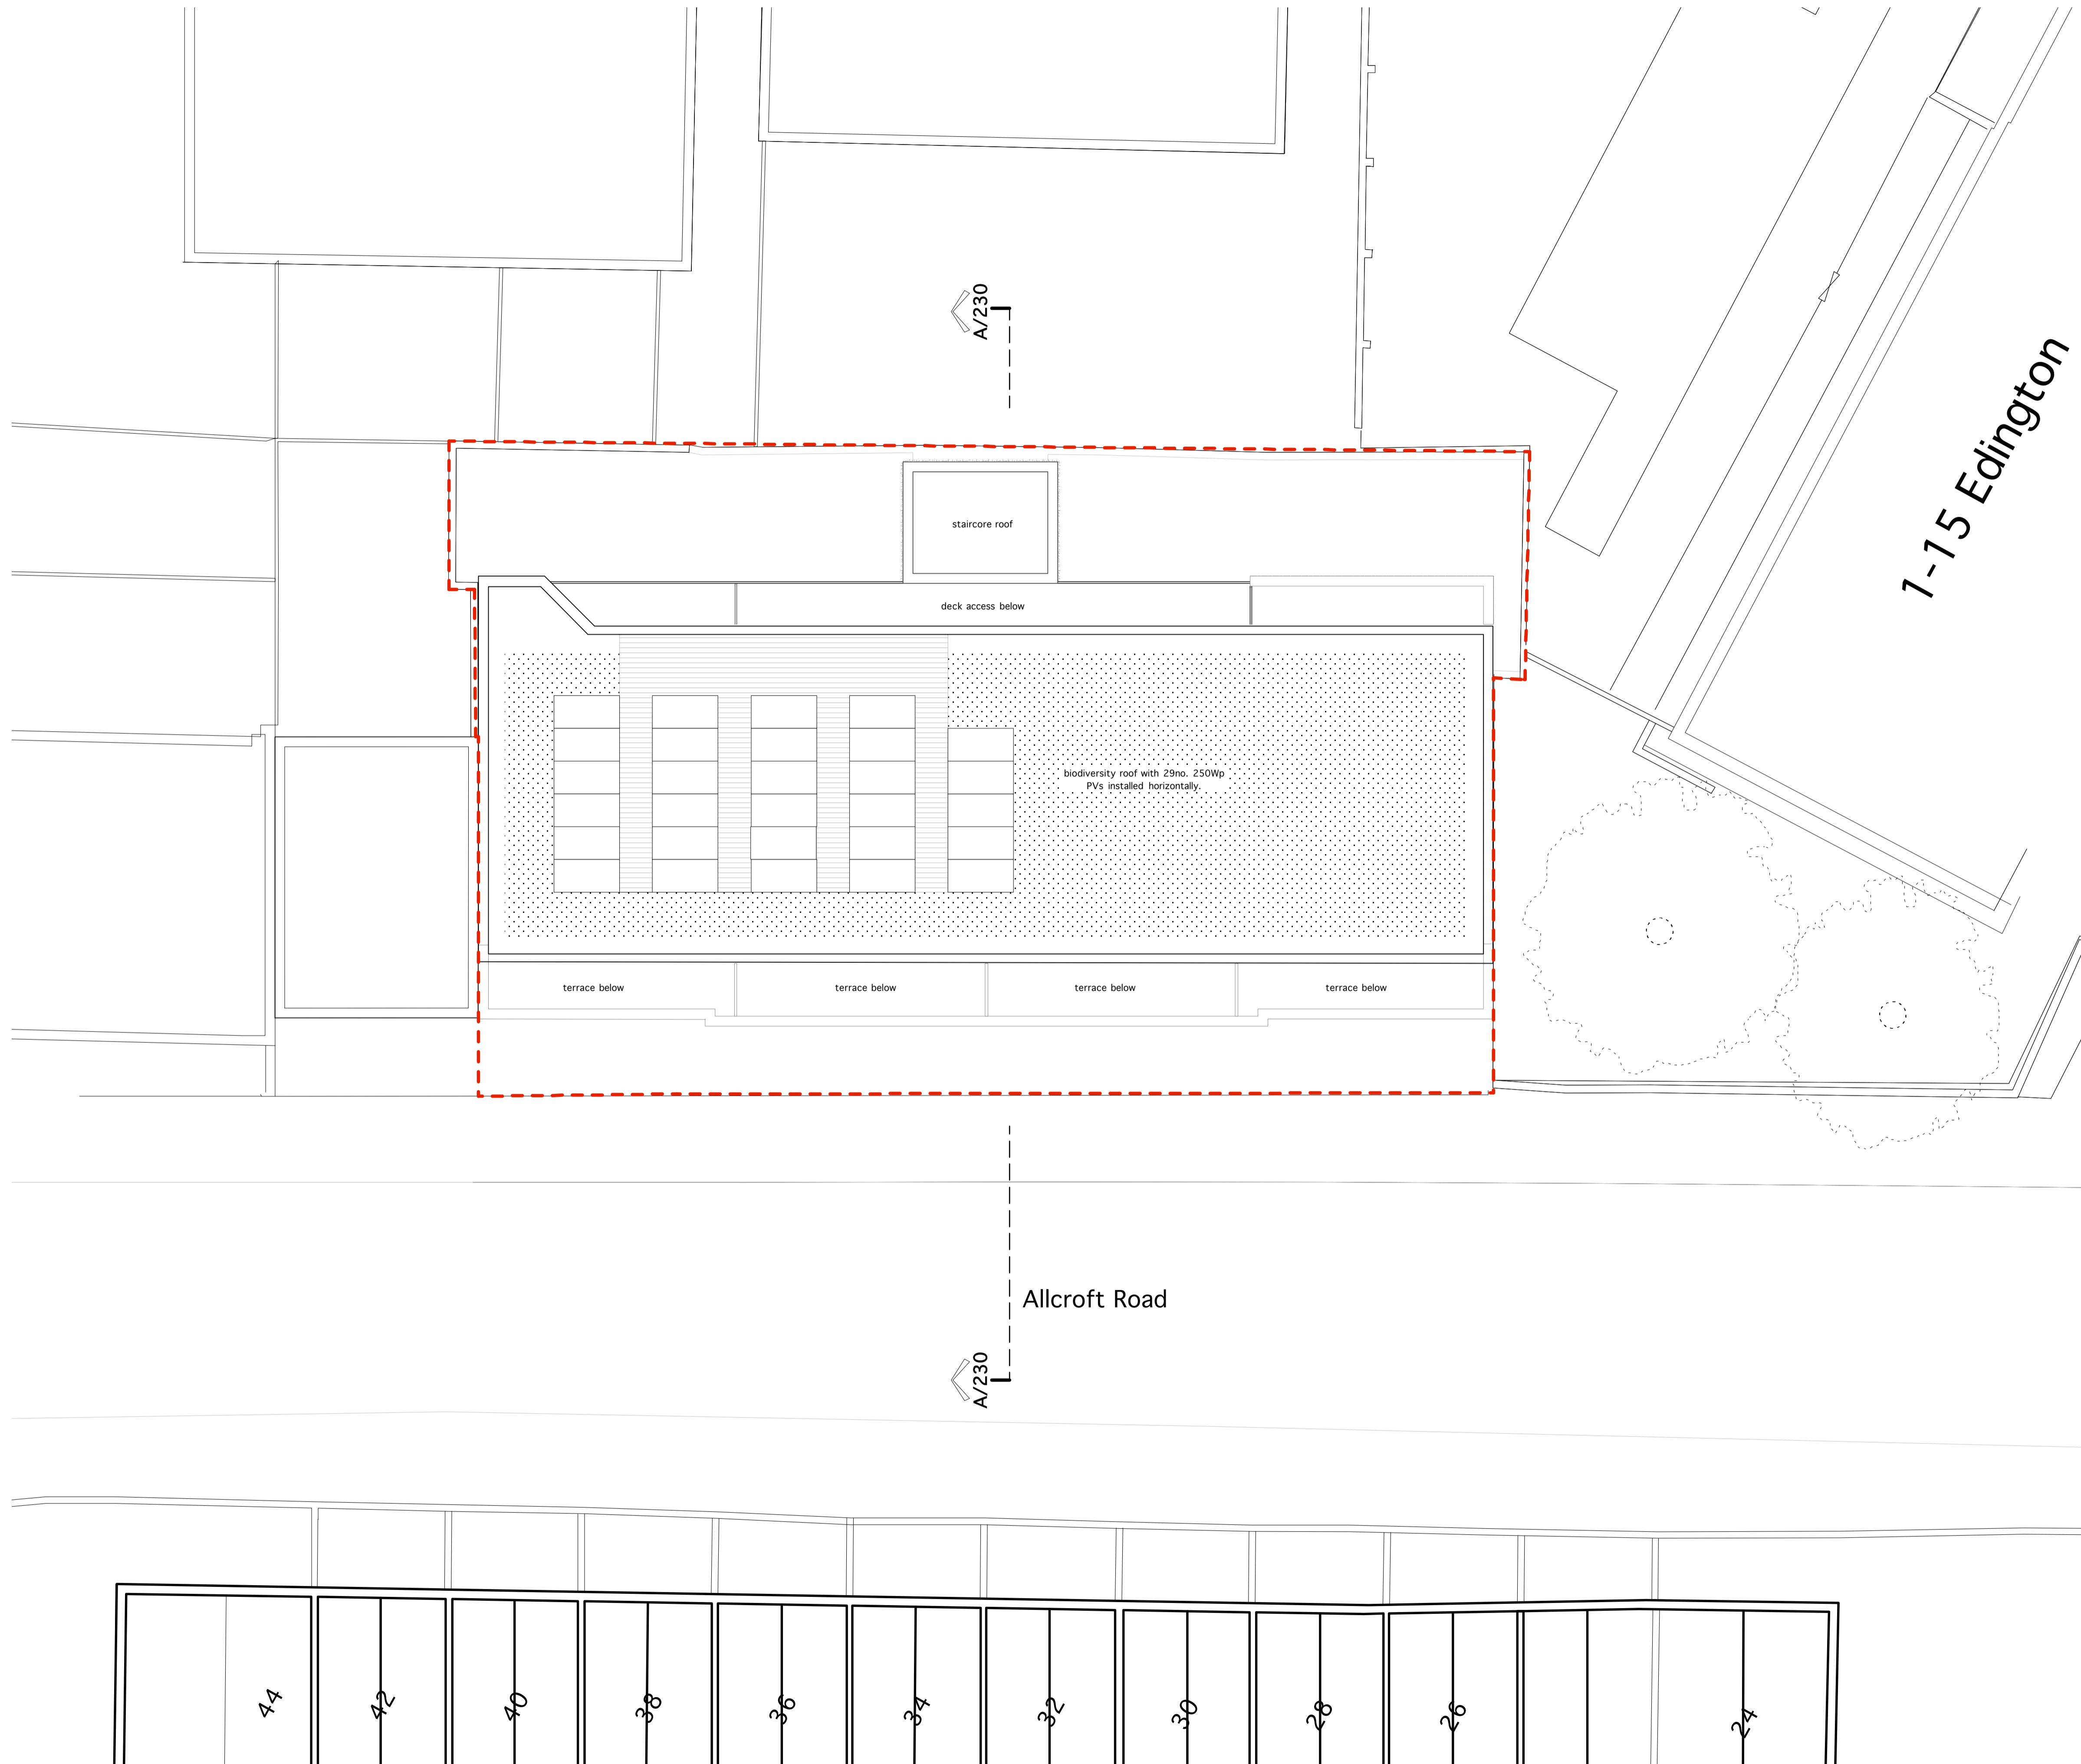 A/230
1-15 Edington
staircore roof
deck access below
biodiversity roof with 29no. 250Wp
PVs installed horizontally.
terrace below
terrace below
terrace below
terrace below
Allcroft Road
A/230
44
42
40
38
36
34
32
30
28
26
24